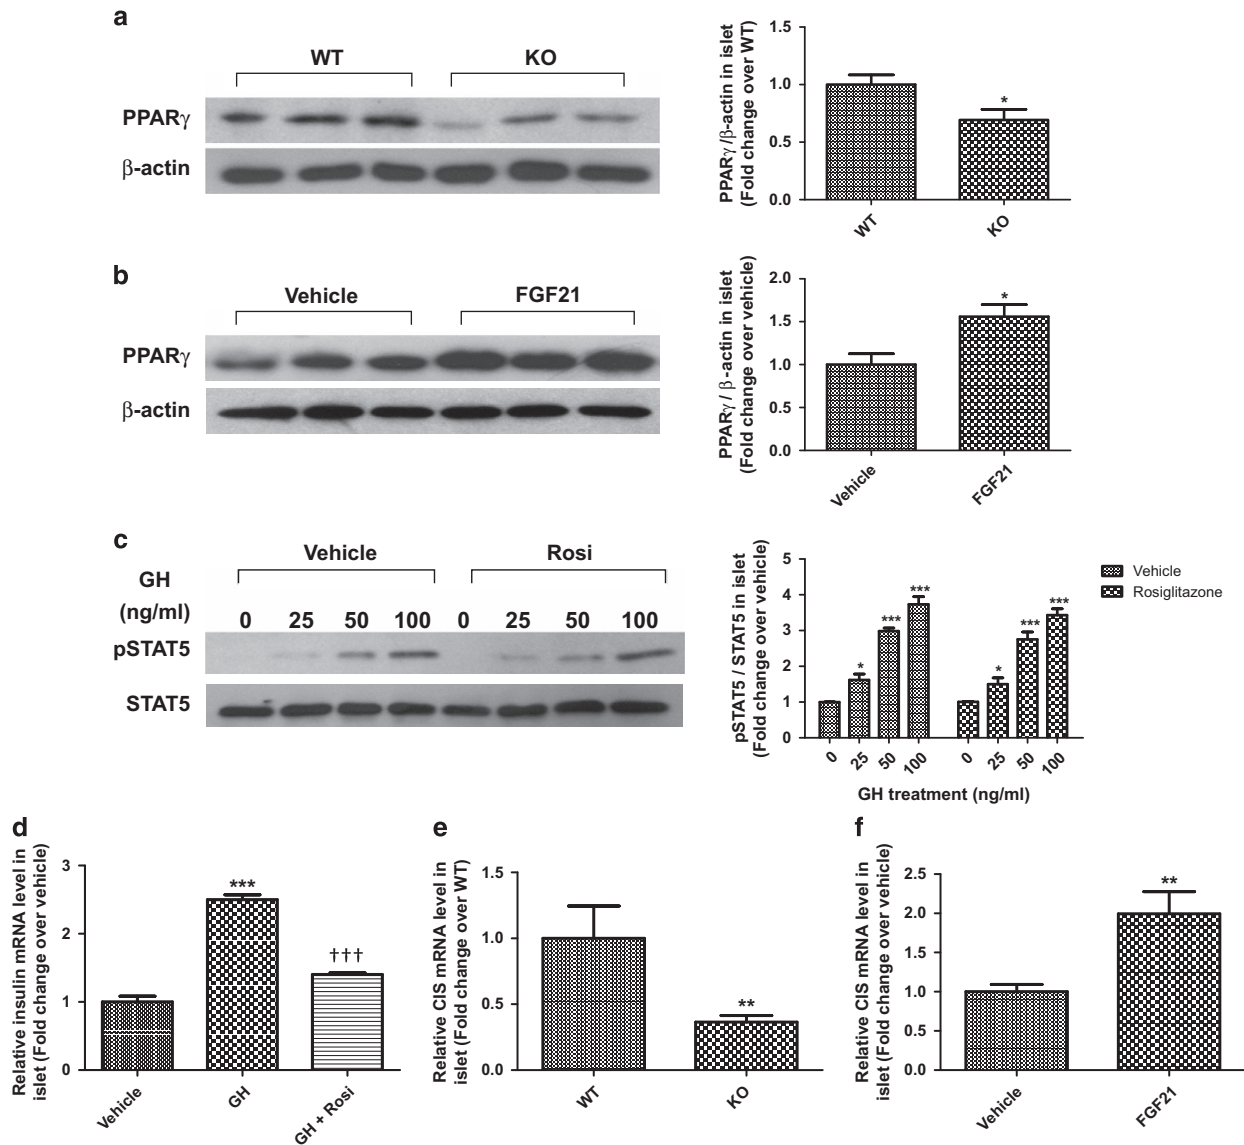 a
WT KO
PPARγ
β-actin
PPARγ/β-actin in islet
(Fold change over WT)
1.5
1.0
0.5
0.0
*
WT KO
b
Vehicle FGF21
PPARγ
β-actin
PPARγ / β-actin in islet
(Fold change over vehicle)
2.0
1.5
1.0
0.5
0.0
*
Vehicle FGF21
c
Vehicle Rosi
GH
(ng/ml)
0 25 50 100 0 25 50 100
pSTAT5
STAT5
pSTAT5 / STAT5 in islet
(Fold change over vehicle)
5
4
3
2
1
0
* *** *** * *** ***
0 25 50 100 0 25 50 100
GH treatment (ng/ml)
Vehicle
Rosiglitazone
d
Relative insulin mRNA level in
islet (Fold change over vehicle)
3
2
1
0
*** †††
Vehicle GH GH + Rosi
e
Relative CIS mRNA level in
islet (Fold change over WT)
1.5
1.0
0.5
0.0
**
WT KO
f
Relative CIS mRNA level in
islet (Fold change over vehicle)
2.5
2.0
1.5
1.0
0.5
0.0
**
Vehicle FGF21